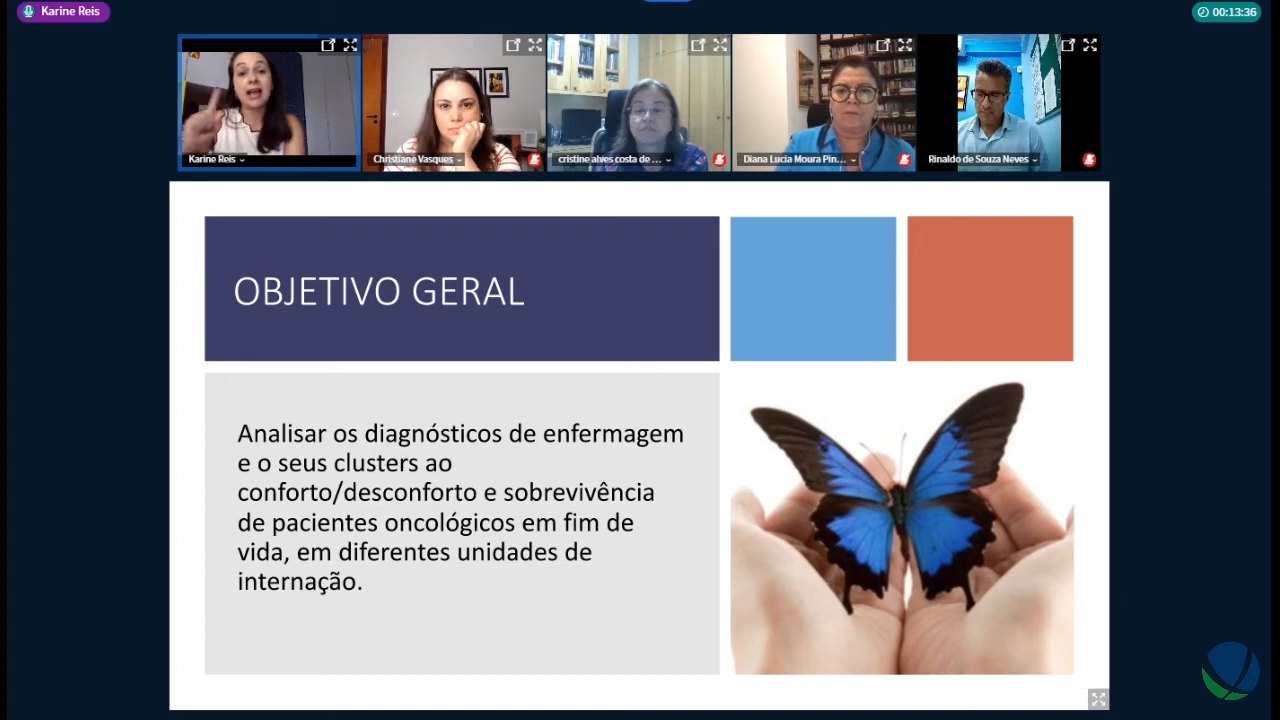 Karine Reis
00:13:36
Karine Reis
Christiane Vasques
cristine alves costa de ...
Diana Lucia Moura Pin...
Rinaldo de Souza Neves
OBJETIVO GERAL
Analisar os diagnósticos de enfermagem
e o seus clusters ao
conforto/desconforto e sobrevivência
de pacientes oncológicos em fim de
vida, em diferentes unidades de
internação.